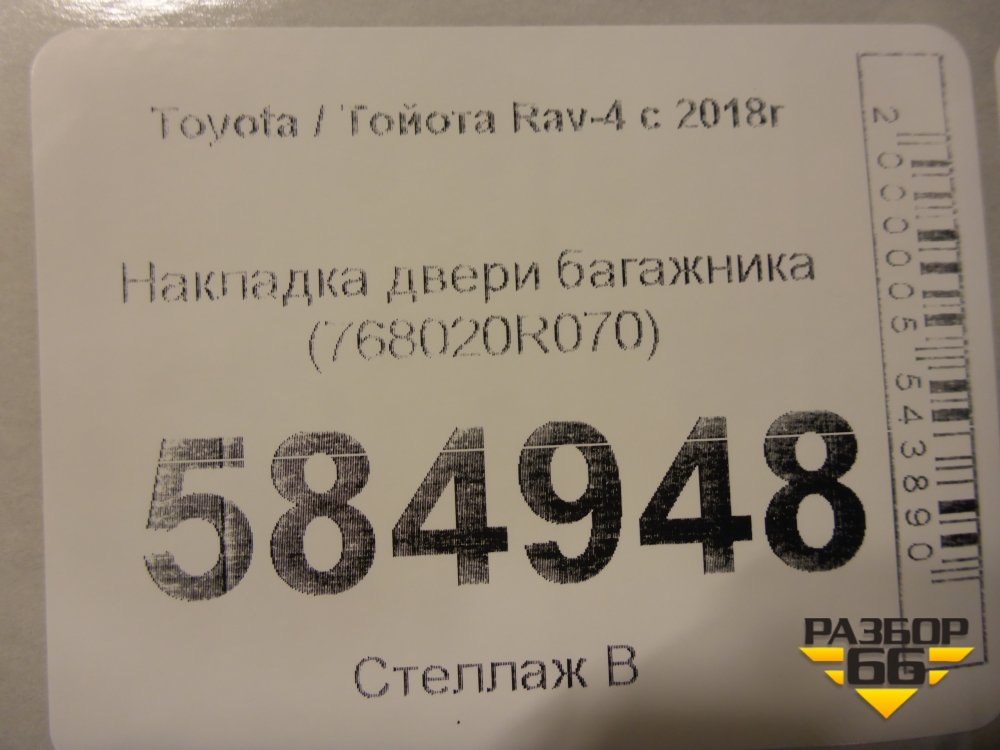 Toyota / Тойота Rav-4 с 2018г
Накладка двери багажника
(768020R070)
584948
Стеллаж В
2000005543890
РАЗБОР
66